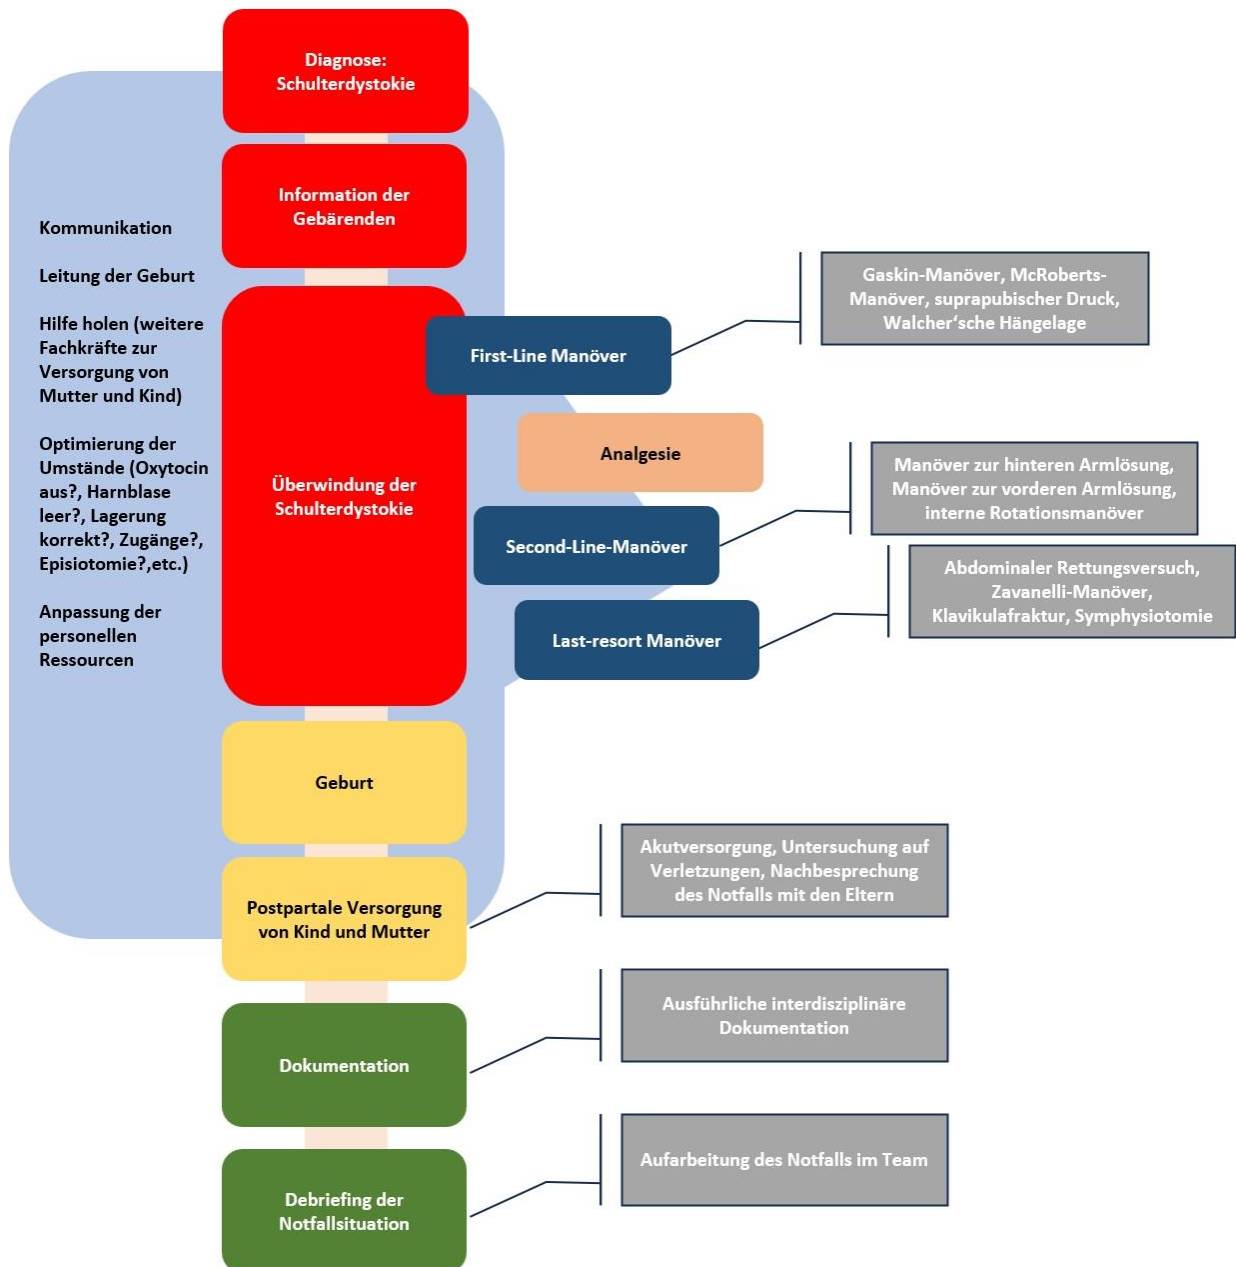 Diagnose:
Schulterdystokie
Information der
Gebärenden
Kommunikation
Leitung der Geburt
Hilfe holen (weitere
Fachkräfte zur
Versorgung von
Mutter und Kind)
Optimierung der
Umstände (Oxytocin
aus?, Harnblase
leer?, Lagerung
korrekt?, Zugänge?,
Episiotomie?,etc.)
Anpassung der
personellen
Ressourcen
Überwindung der
Schulterdystokie
First-Line Manöver
Gaskin-Manöver, McRoberts-
Manöver, suprapubischer Druck,
Walcher‘sche Hängelage
Analgesie
Second-Line-Manöver
Manöver zur hinteren Armlösung,
Manöver zur vorderen Armlösung,
interne Rotationsmanöver
Last-resort Manöver
Abdominaler Rettungsversuch,
Zavanelli-Manöver,
Klavikulafraktur, Symphysiotomie
Geburt
Postpartale Versorgung
von Kind und Mutter
Akutversorgung, Untersuchung auf
Verletzungen, Nachbesprechung
des Notfalls mit den Eltern
Dokumentation
Ausführliche interdisziplinäre
Dokumentation
Debriefing der
Notfallsituation
Aufarbeitung des Notfalls im Team